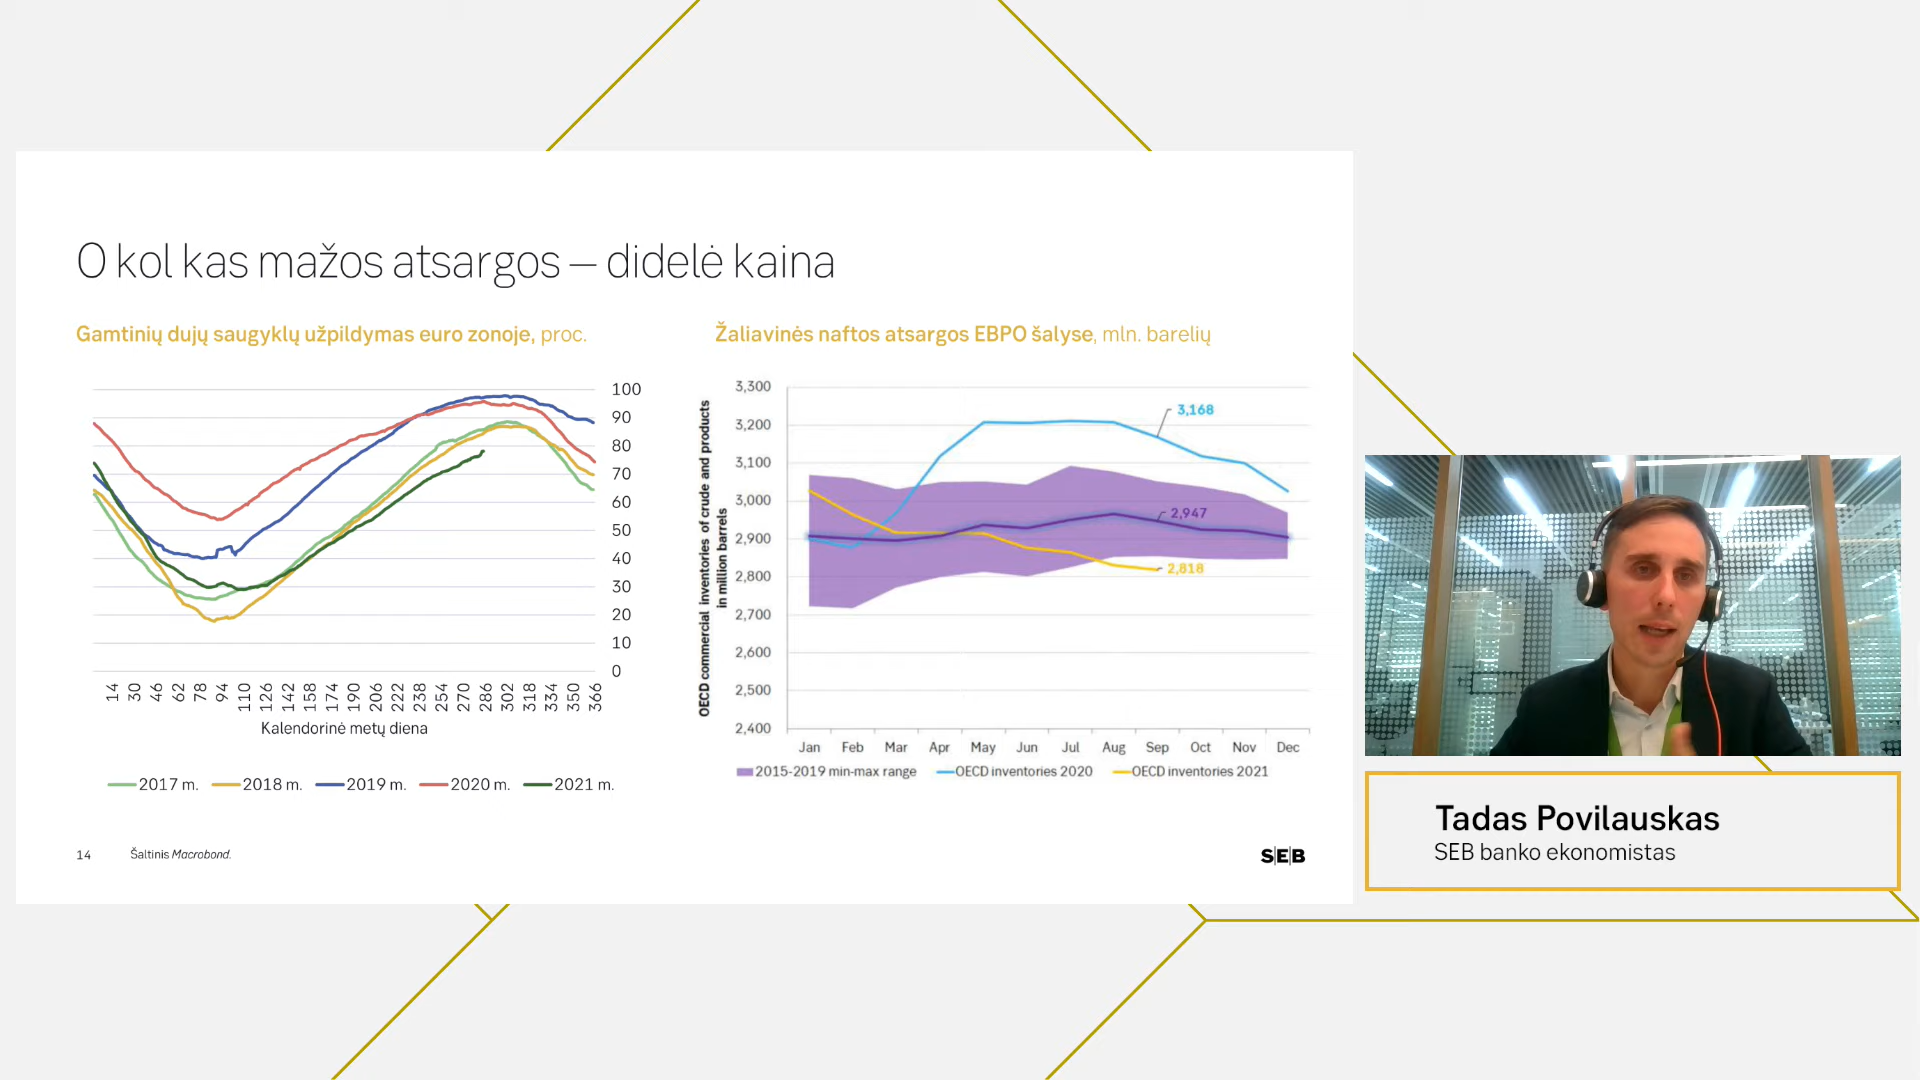 O kol kas mažos atsargos – didelė kaina
Gamtinių dujų saugyklų užpildymas euro zonoje, proc.
100
90
80
70
60
50
40
30
20
10
0
14 30 46 62 78 94 110 126 142 158 174 190 206 222 238 254 270 286 302 318 334 350 366
Kalendorinė metų diena
2017 m. 2018 m. 2019 m. 2020 m. 2021 m.
Žaliavinės naftos atsargos EBPO šalyse, mln. barelių
OECD commercial inventories of crude and products
in million barrels
3,300
3,200
3,100
3,000
2,900
2,800
2,700
2,600
2,500
2,400
3,168
2,947
2,818
Jan Feb Mar Apr May Jun Jul Aug Sep Oct Nov Dec
2015-2019 min-max range OECD inventories 2020 OECD inventories 2021
14 Šaltinis Macrobond.
SEB
Tadas Povilauskas
SEB banko ekonomistas